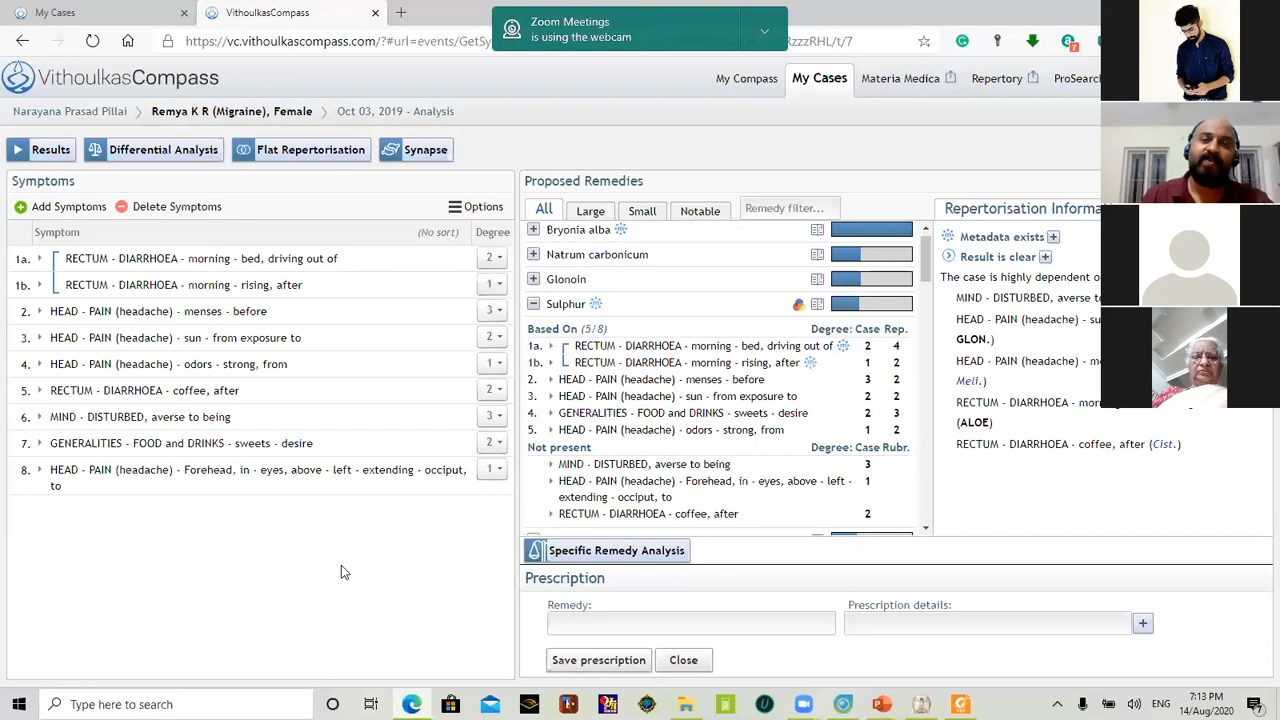 My Cases
VithoulkasCompass
Zoom Meetings
is using the webcam
https://vc.vithoulkascompass.com/?#url=events/GetSy
RzzzRHL/t/7
7
VithoulkasCompass
My Compass
My Cases
Materia Medica
Repertory
ProSearch
Narayana Prasad Pillai
Remya K R (Migraine), Female
Oct 03, 2019 - Analysis
Results
Differential Analysis
Flat Repertorisation
Synapse
Symptoms
Add Symptoms
Delete Symptoms
Options
Symptom
(No sort)
Degree
1a. RECTUM - DIARRHOEA - morning - bed, driving out of 2
1b. RECTUM - DIARRHOEA - morning - rising, after 1
2. HEAD - PAIN (headache) - menses - before 3
3. HEAD - PAIN (headache) - sun - from exposure to 2
4. HEAD - PAIN (headache) - odors - strong, from 1
5. RECTUM - DIARRHOEA - coffee, after 2
6. MIND - DISTURBED, averse to being 3
7. GENERALITIES - FOOD and DRINKS - sweets - desire 2
8. HEAD - PAIN (headache) - Forehead, in - eyes, above - left - extending - occiput, 1
to
Proposed Remedies
All
Large
Small
Notable
Remedy filter...
Bryonia alba
Natrum carbonicum
Glonoin
Sulphur
Based On (5/8)
Degree: Case Rep.
1a. RECTUM - DIARRHOEA - morning - bed, driving out of 2 4
1b. RECTUM - DIARRHOEA - morning - rising, after 1 2
2. HEAD - PAIN (headache) - menses - before 3 2
3. HEAD - PAIN (headache) - sun - from exposure to 2 2
4. GENERALITIES - FOOD and DRINKS - sweets - desire 2 3
5. HEAD - PAIN (headache) - odors - strong, from 1 2
Not present
Degree: Case Rubr.
MIND - DISTURBED, averse to being 3
HEAD - PAIN (headache) - Forehead, in - eyes, above - left - 1
extending - occiput, to
RECTUM - DIARRHOEA - coffee, after 2
Repertorisation Informa
Metadata exists
Result is clear
The case is highly dependent o
MIND - DISTURBED, averse to
HEAD - PAIN (headache) - su
GLON.)
HEAD - PAIN (headache) - me
Meli.)
RECTUM - DIARRHOEA - mor
(ALOE)
RECTUM - DIARRHOEA - coffee, after (Cist.)
Specific Remedy Analysis
Prescription
Remedy:
Prescription details:
Save prescription
Close
Type here to search
ENG
7:13 PM
14/Aug/2020
7